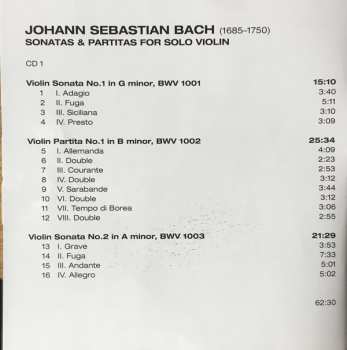 JOHANN SEBASTIAN BACH (1685–1750)
SONATAS & PARTITAS FOR SOLO VIOLIN
CD 1
Violin Sonata No.1 in G minor, BWV 1001 15:10
1 I. Adagio 3:40
2 II. Fuga 5:11
3 III. Siciliana 3:10
4 IV. Presto 3:09
Violin Partita No.1 in B minor, BWV 1002 25:34
5 I. Allemanda 4:09
6 II. Double 2:23
7 III. Courante 2:53
8 IV. Double 3:12
9 V. Sarabande 3:44
10 VI. Double 3:12
11 VII. Tempo di Borea 3:06
12 VIII. Double 2:55
Violin Sonata No.2 in A minor, BWV 1003 21:29
13 I. Grave 3:53
14 II. Fuga 7:33
15 III. Andante 5:01
16 IV. Allegro 5:02
62:30